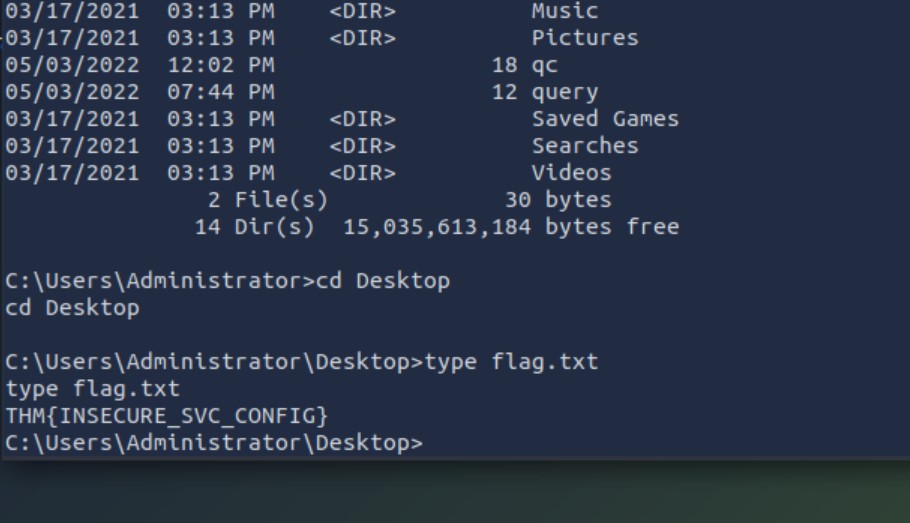 03/17/2021  03:13 PM    <DIR>          Music
03/17/2021  03:13 PM    <DIR>          Pictures
05/03/2022  12:02 PM                18 qc
05/03/2022  07:44 PM                12 query
03/17/2021  03:13 PM    <DIR>          Saved Games
03/17/2021  03:13 PM    <DIR>          Searches
03/17/2021  03:13 PM    <DIR>          Videos
               2 File(s)             30 bytes
              14 Dir(s)  15,035,613,184 bytes free
C:\Users\Administrator>cd Desktop
cd Desktop
C:\Users\Administrator\Desktop>type flag.txt
type flag.txt
THM{INSECURE_SVC_CONFIG}
C:\Users\Administrator\Desktop>